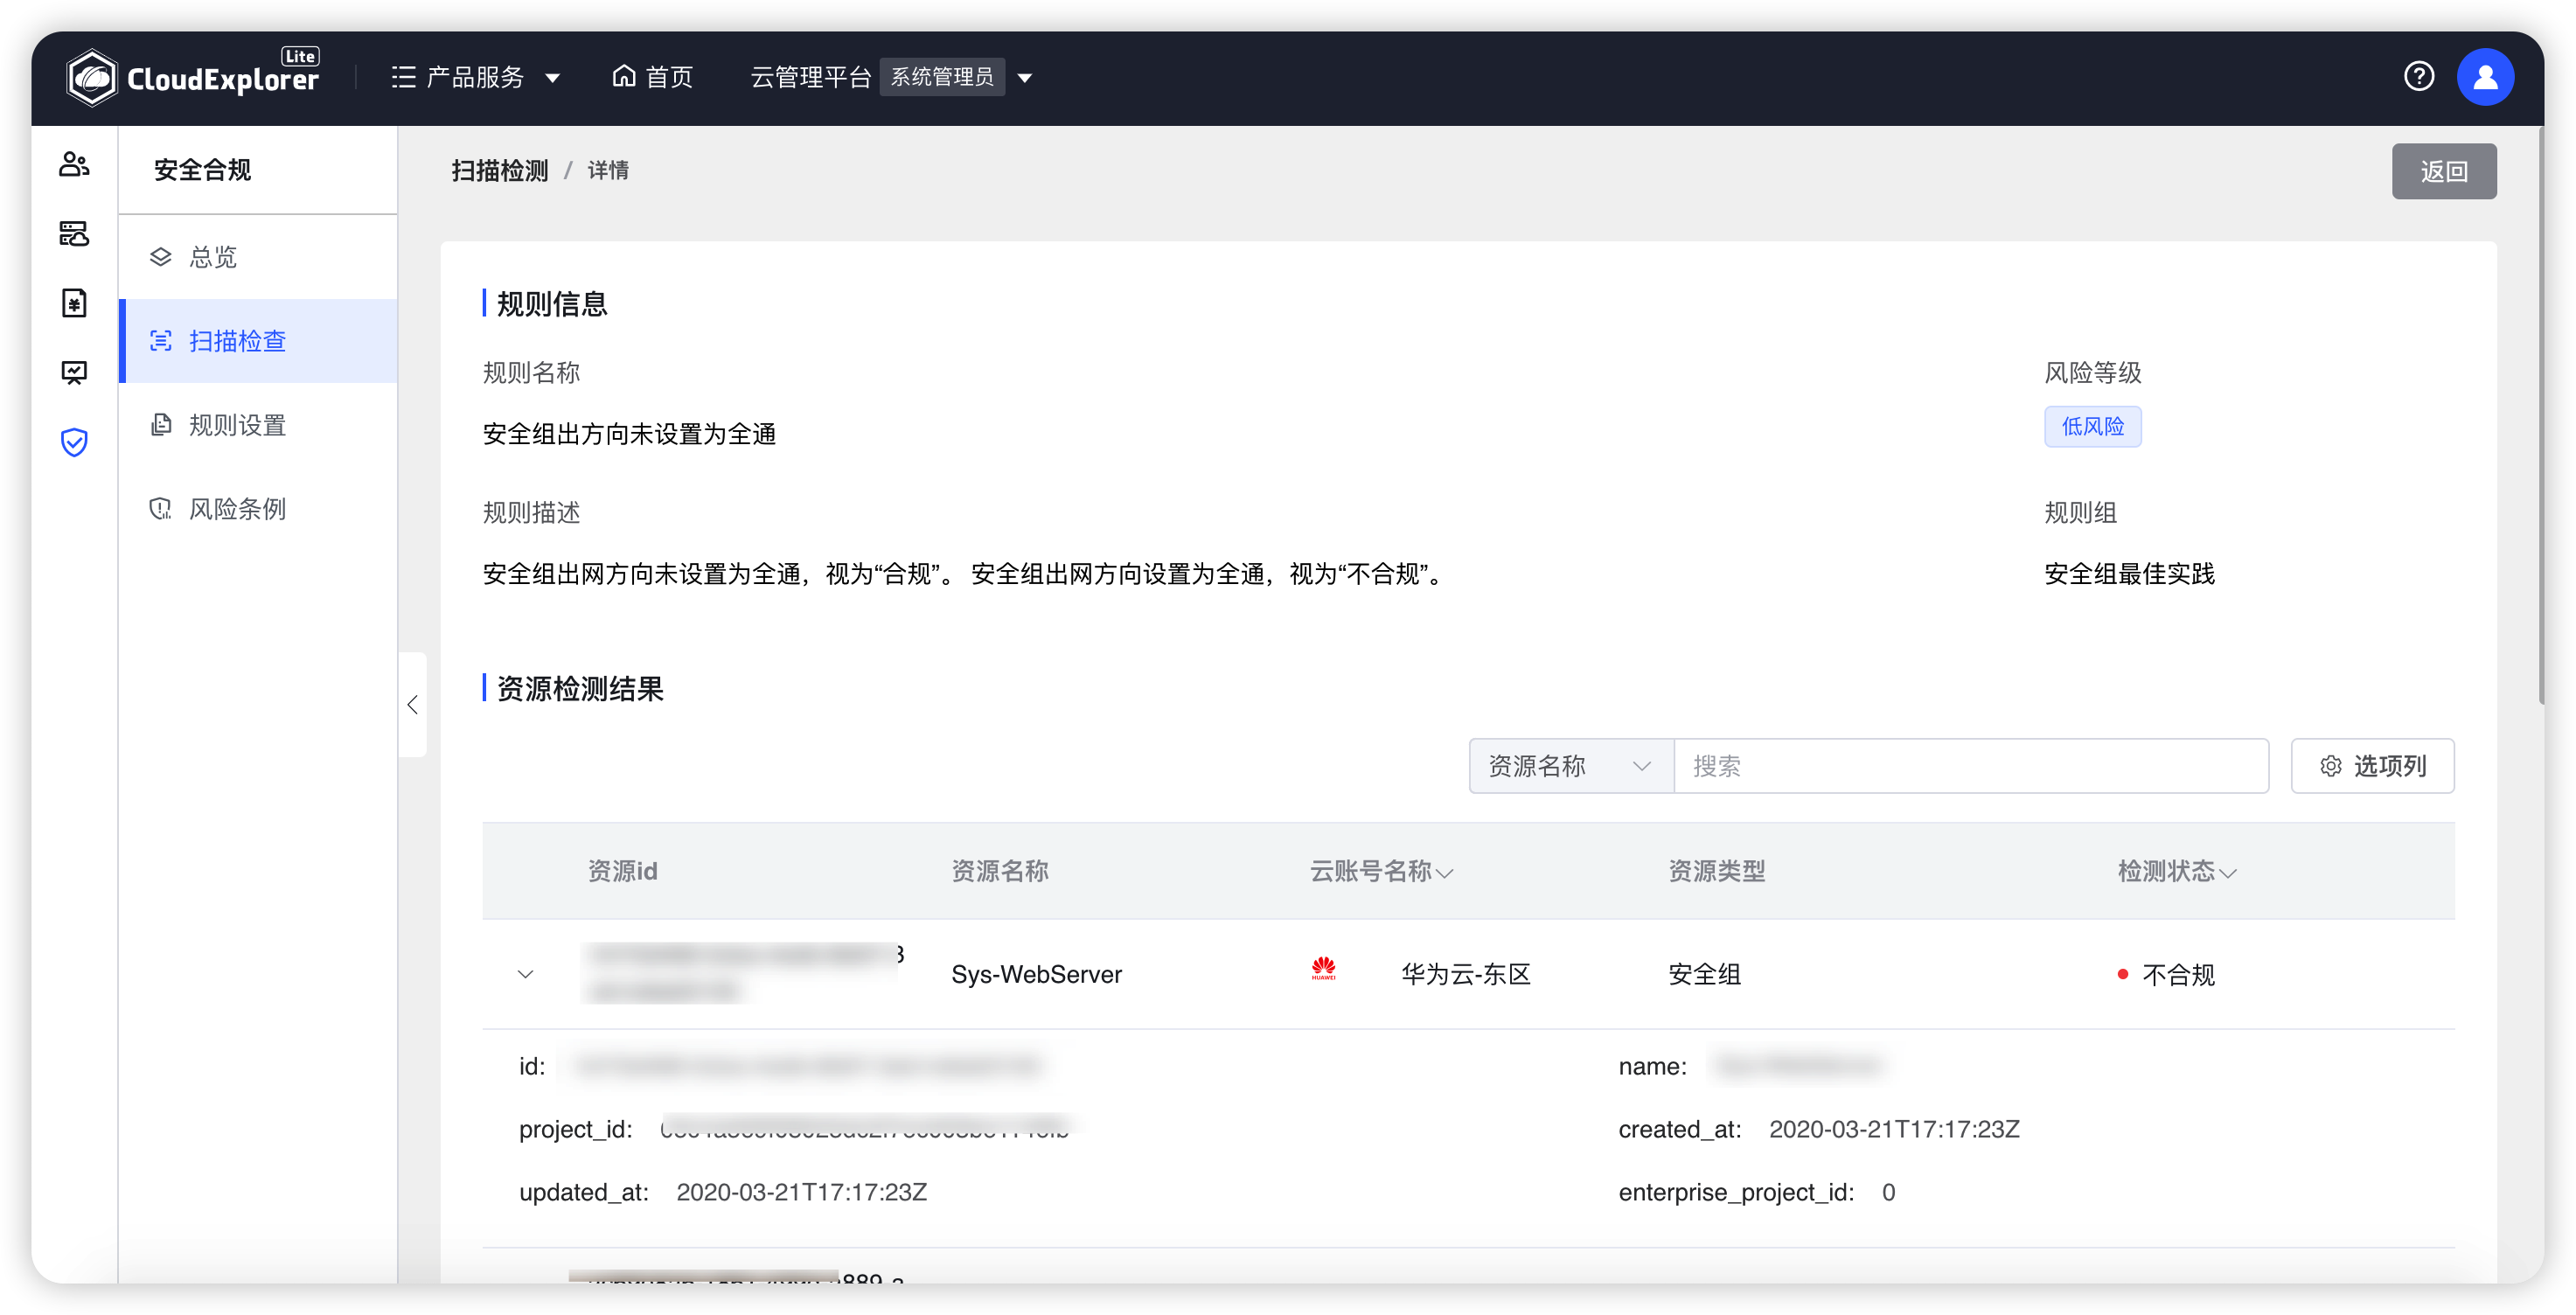 CloudExplorer Lite
产品服务
首页
云管理平台 系统管理员
安全合规
总览
扫描检查
规则设置
风险条例
扫描检测 / 详情
返回
规则信息
规则名称
风险等级
安全组出方向未设置为全通
低风险
规则描述
规则组
安全组出网方向未设置为全通，视为“合规”。 安全组出网方向设置为全通，视为“不合规”。
安全组最佳实践
资源检测结果
资源名称
搜索
选项列
资源id 资源名称 云账号名称 资源类型 检测状态
Sys-WebServer HUAWEI 华为云-东区 安全组 不合规
id:
name:
project_id:
created_at: 2020-03-21T17:17:23Z
updated_at: 2020-03-21T17:17:23Z
enterprise_project_id: 0